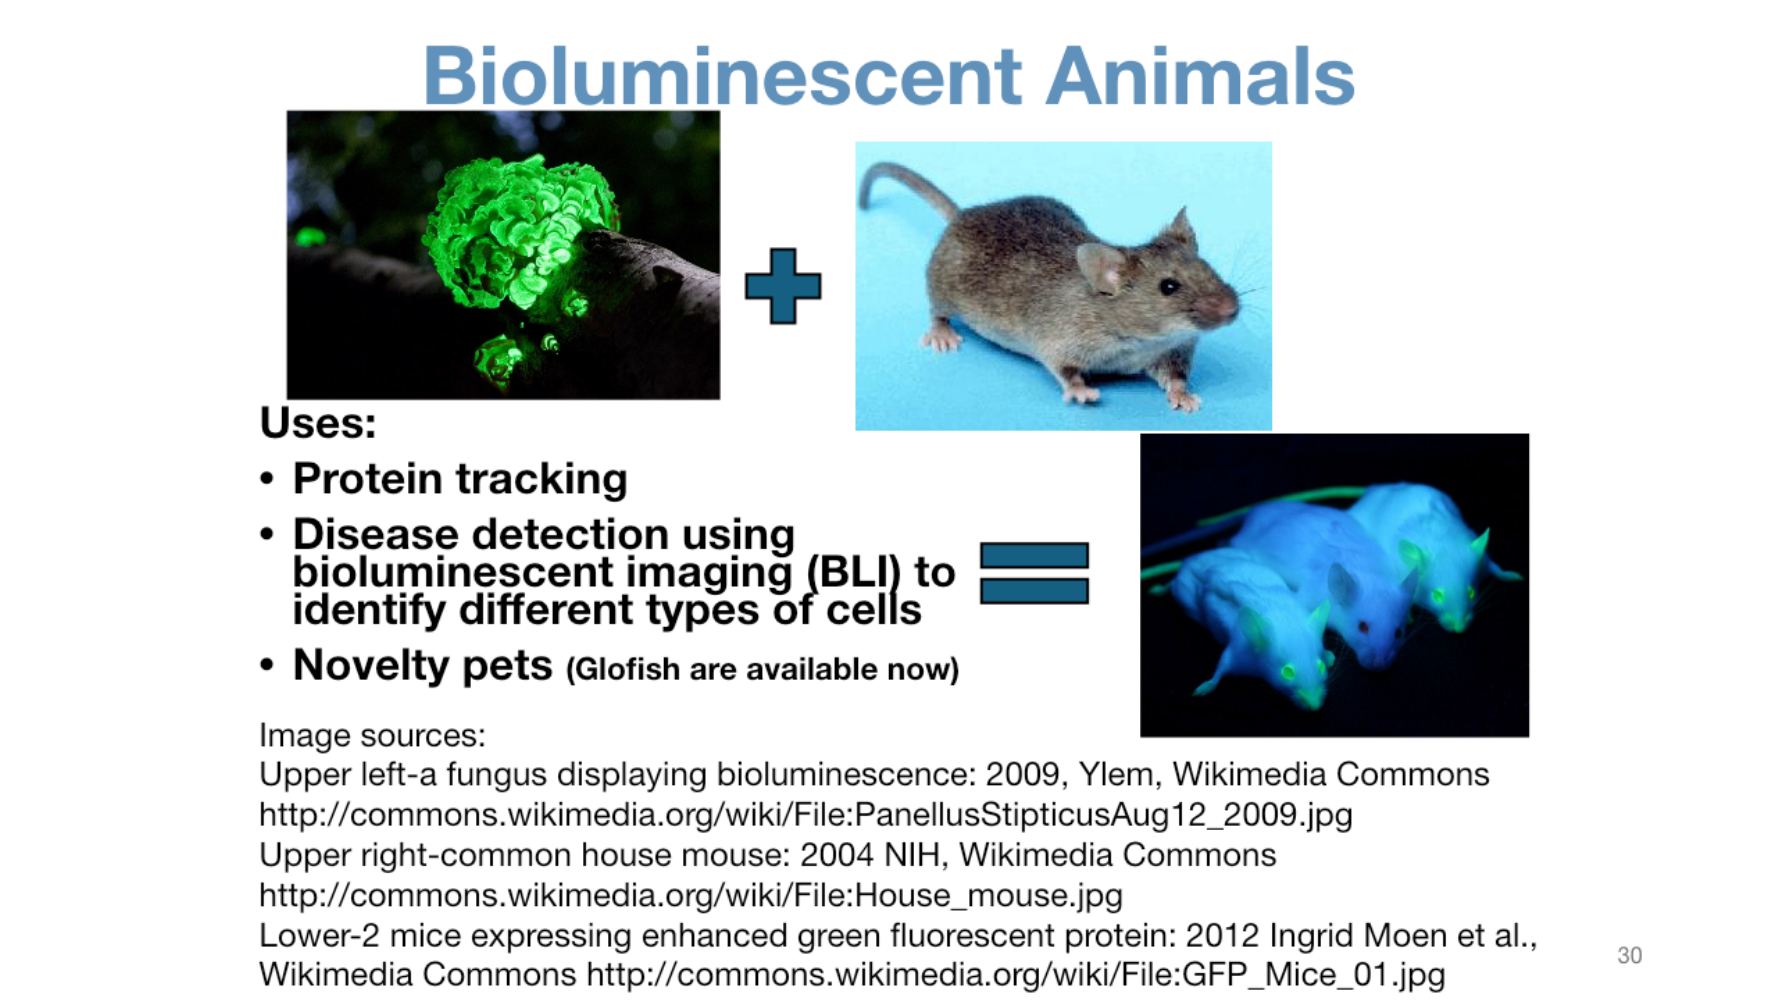 Bioluminescent Animals
Uses:
• Protein tracking
• Disease detection using
bioluminescent imaging (BLI) to
identify different types of cells
• Novelty pets (Glofish are available now)
Image sources:
Upper left-a fungus displaying bioluminescence: 2009, Ylem, Wikimedia Commons
http://commons.wikimedia.org/wiki/File:PanellusStipticusAug12_2009.jpg
Upper right-common house mouse: 2004 NIH, Wikimedia Commons
http://commons.wikimedia.org/wiki/File:House_mouse.jpg
Lower-2 mice expressing enhanced green fluorescent protein: 2012 Ingrid Moen et al.,
Wikimedia Commons http://commons.wikimedia.org/wiki/File:GFP_Mice_01.jpg
30